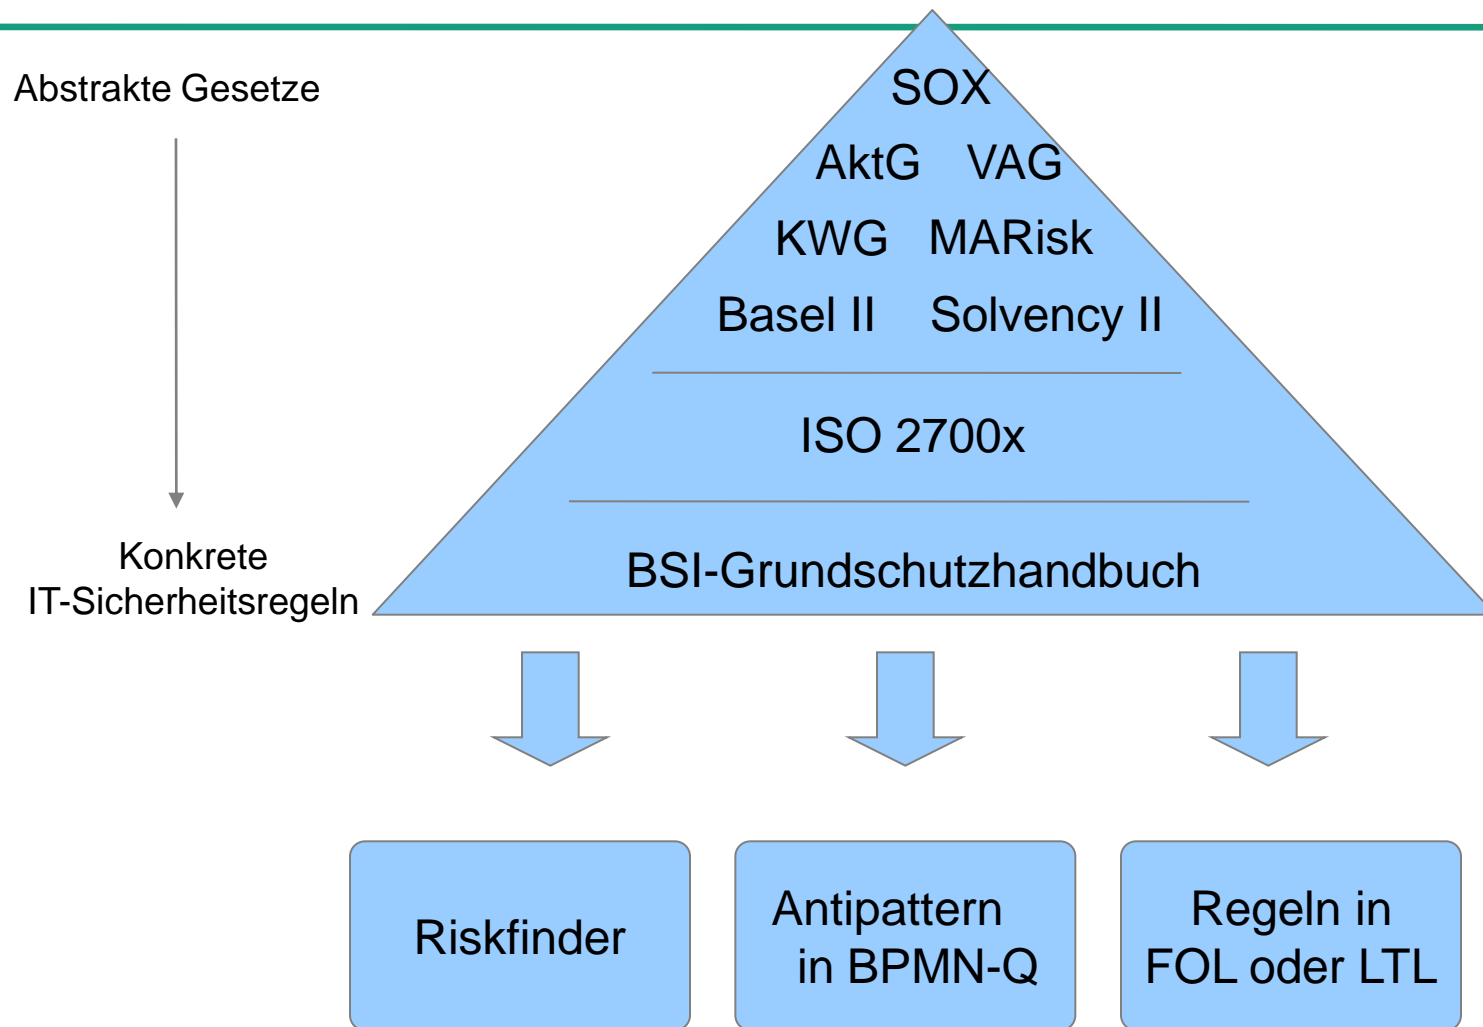 Abstrakte Gesetze
SOX
AktG VAG
KWG MARisk
Basel II Solvency II
ISO 2700x
Konkrete
IT-Sicherheitsregeln
BSI-Grundschutzhandbuch
Riskfinder
Antipattern
in BPMN-Q
Regeln in
FOL oder LTL